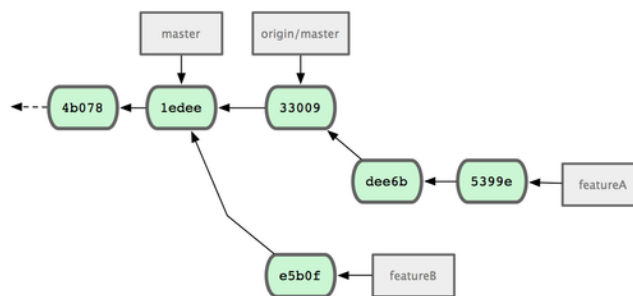 master
origin/master
4b078
1edee
33009
dee6b
5399e
featureA
e5b0f
featureB